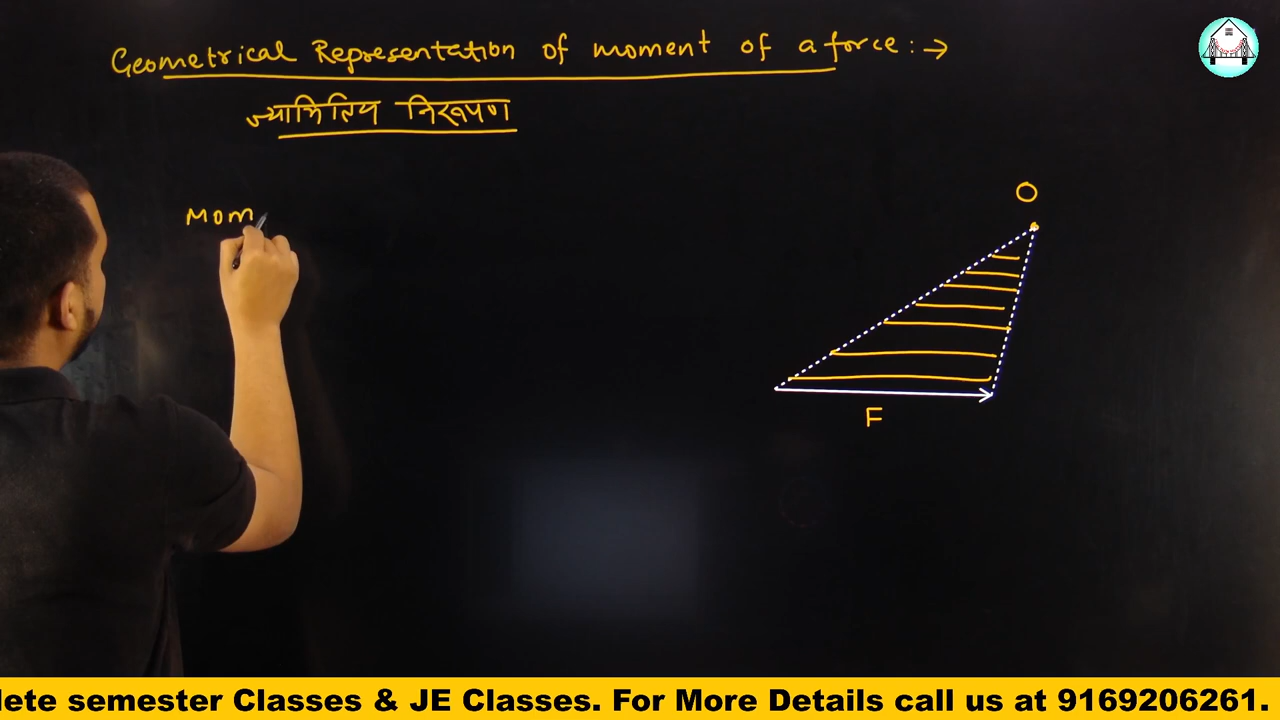 Geometrical Representation of moment of a force :→
ज्यामितिय निरूपण
Mom
O
F
lete semester Classes & JE Classes. For More Details call us at 9169206261.